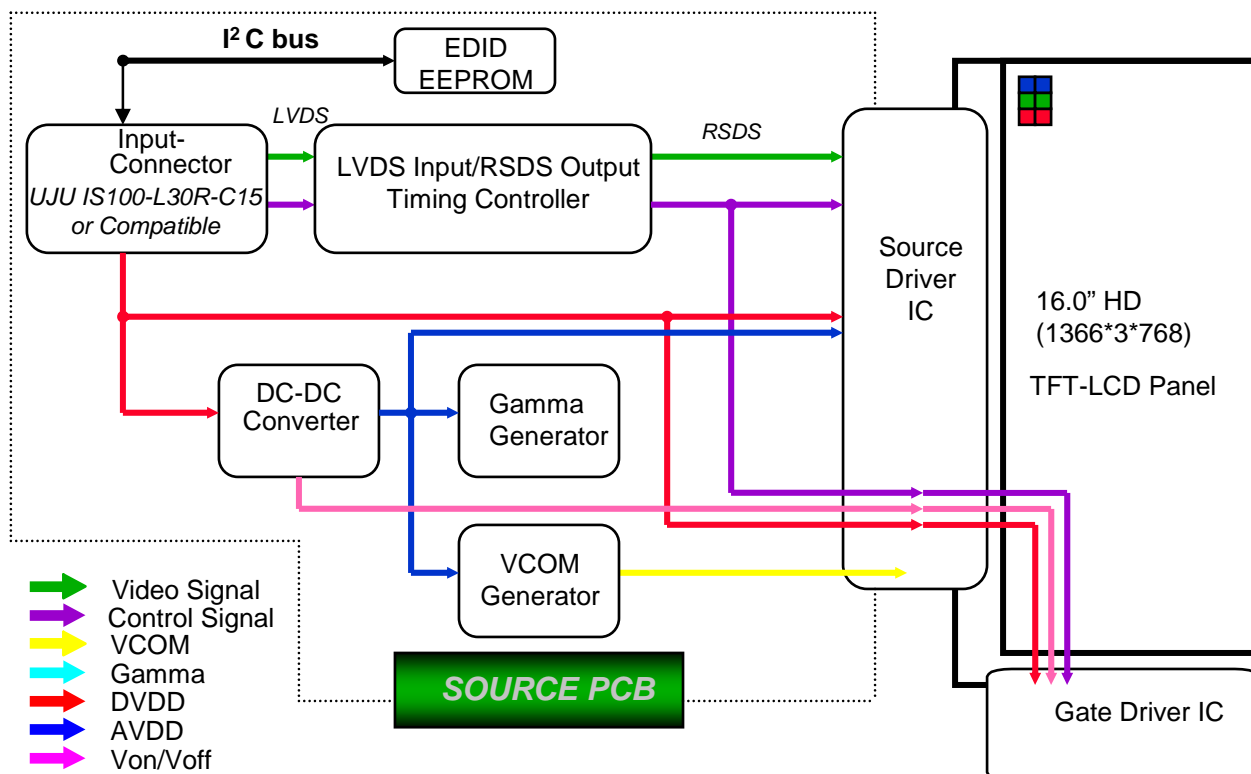 I² C bus
EDID
EEPROM
LVDS
RSDS
Input-
Connector
UJU IS100-L30R-C15
or Compatible
LVDS Input/RSDS Output
Timing Controller
Source
Driver
IC
16.0” HD
(1366*3*768)
TFT-LCD Panel
DC-DC
Converter
Gamma
Generator
VCOM
Generator
Video Signal
Control Signal
VCOM
Gamma
DVDD
AVDD
Von/Voff
SOURCE PCB
Gate Driver IC